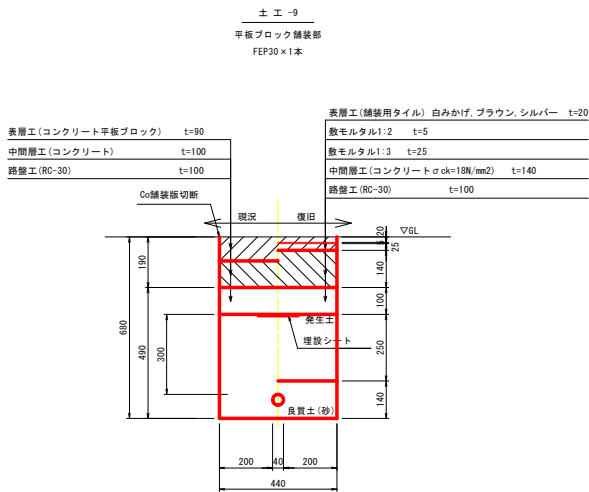 土 工 -9
平板ブロック舗装部
FEP30×1本
表層工(舗装用タイル) 白みかげ, ブラウン, シルバー t=20
表層工(コンクリート平板ブロック) t=90
敷モルタル1:2 t=5
中間層工(コンクリート) t=100
敷モルタル1:3 t=25
路盤工(RC-30) t=100
中間層工(コンクリートσck=18N/mm2) t=140
路盤工(RC-30) t=100
Co舗装版切断
現況 復旧
▽GL
20
5
25
190
140
100
680
490
300
発生土
埋設シート
250
良質土(砂)
140
200 40 200
440